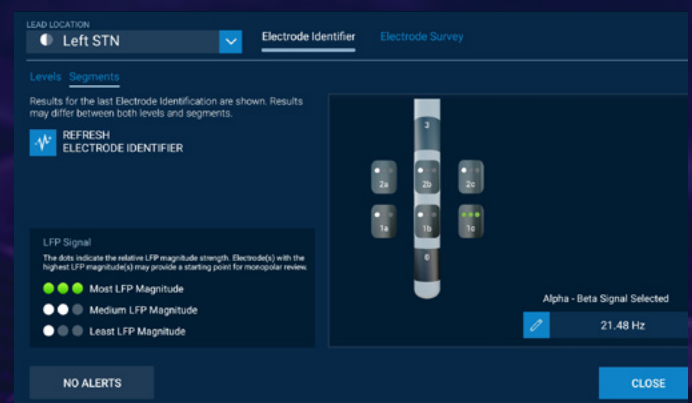 LEAD LOCATION
Left STN
Electrode Identifier
Electrode Survey
Levels Segments
Results for the last Electrode Identification are shown. Results
may differ between both levels and segments.
REFRESH
ELECTRODE IDENTIFIER
3
2a 2b 2c
1a 1b 1c
0
LFP Signal
The dots indicate the relative LFP magnitude strength. Electrode(s) with the
highest LFP magnitude(s) may provide a starting point for monopolar review.
Most LFP Magnitude
Medium LFP Magnitude
Least LFP Magnitude
Alpha - Beta Signal Selected
21.48 Hz
NO ALERTS
CLOSE